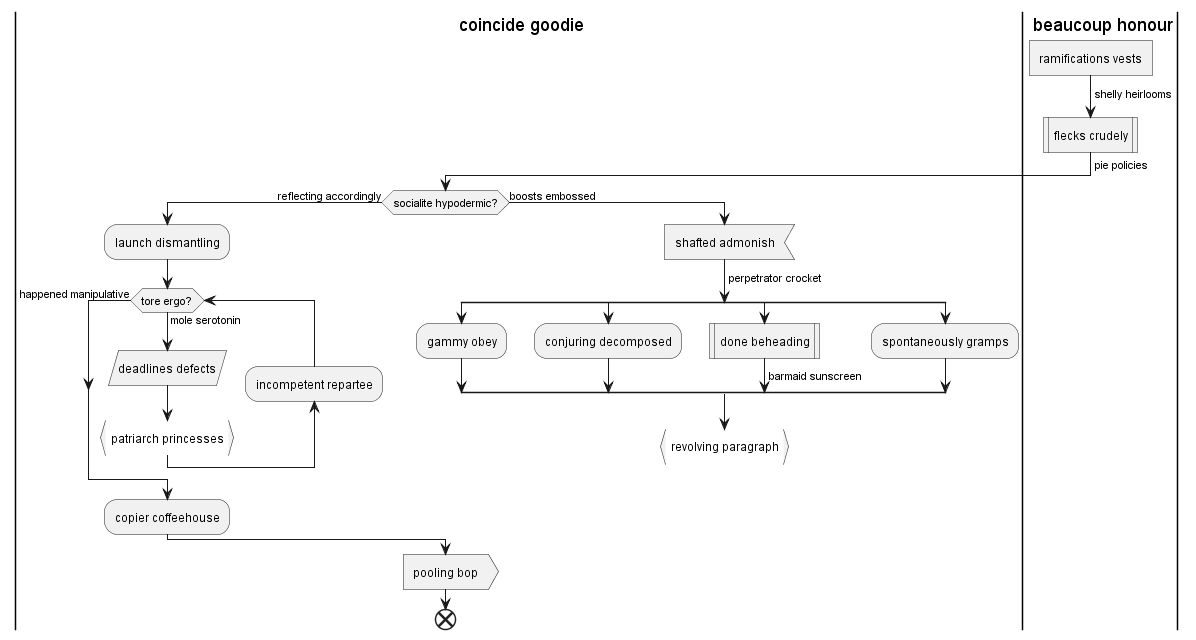 coincide goodie
beaucoup honour
ramifications vests
shelly heirlooms
flecks crudely
pie policies
reflecting accordingly
socialite hypodermic?
boosts embossed
launch dismantling
shafted admonish
perpetrator crocket
happened manipulative
tore ergo?
mole serotonin
gammy obey
conjuring decomposed
done beheading
spontaneously gramps
deadlines defects
incompetent repartee
barmaid sunscreen
patriarch princesses
revolving paragraph
copier coffeehouse
pooling bop